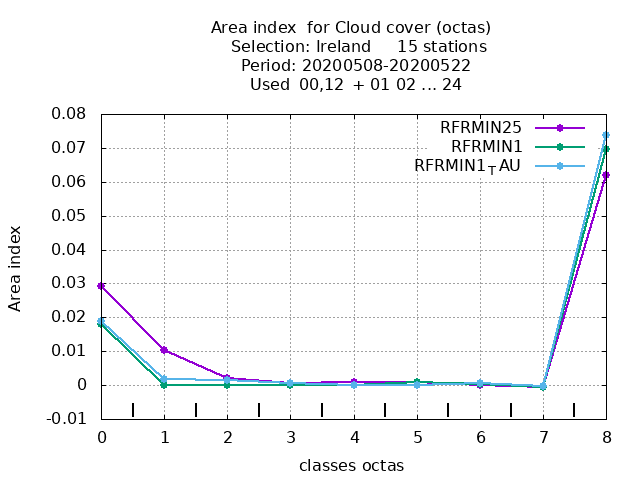 Area index  for Cloud cover (octas)
Selection: Ireland     15 stations
Period: 20200508-20200522
Used  00,12  + 01 02 ... 24
RFRMIN25
RFRMIN1
RFRMIN1TAU
0.08
0.07
0.06
0.05
0.04
0.03
0.02
0.01
0
-0.01
Area index
0 1 2 3 4 5 6 7 8
classes octas